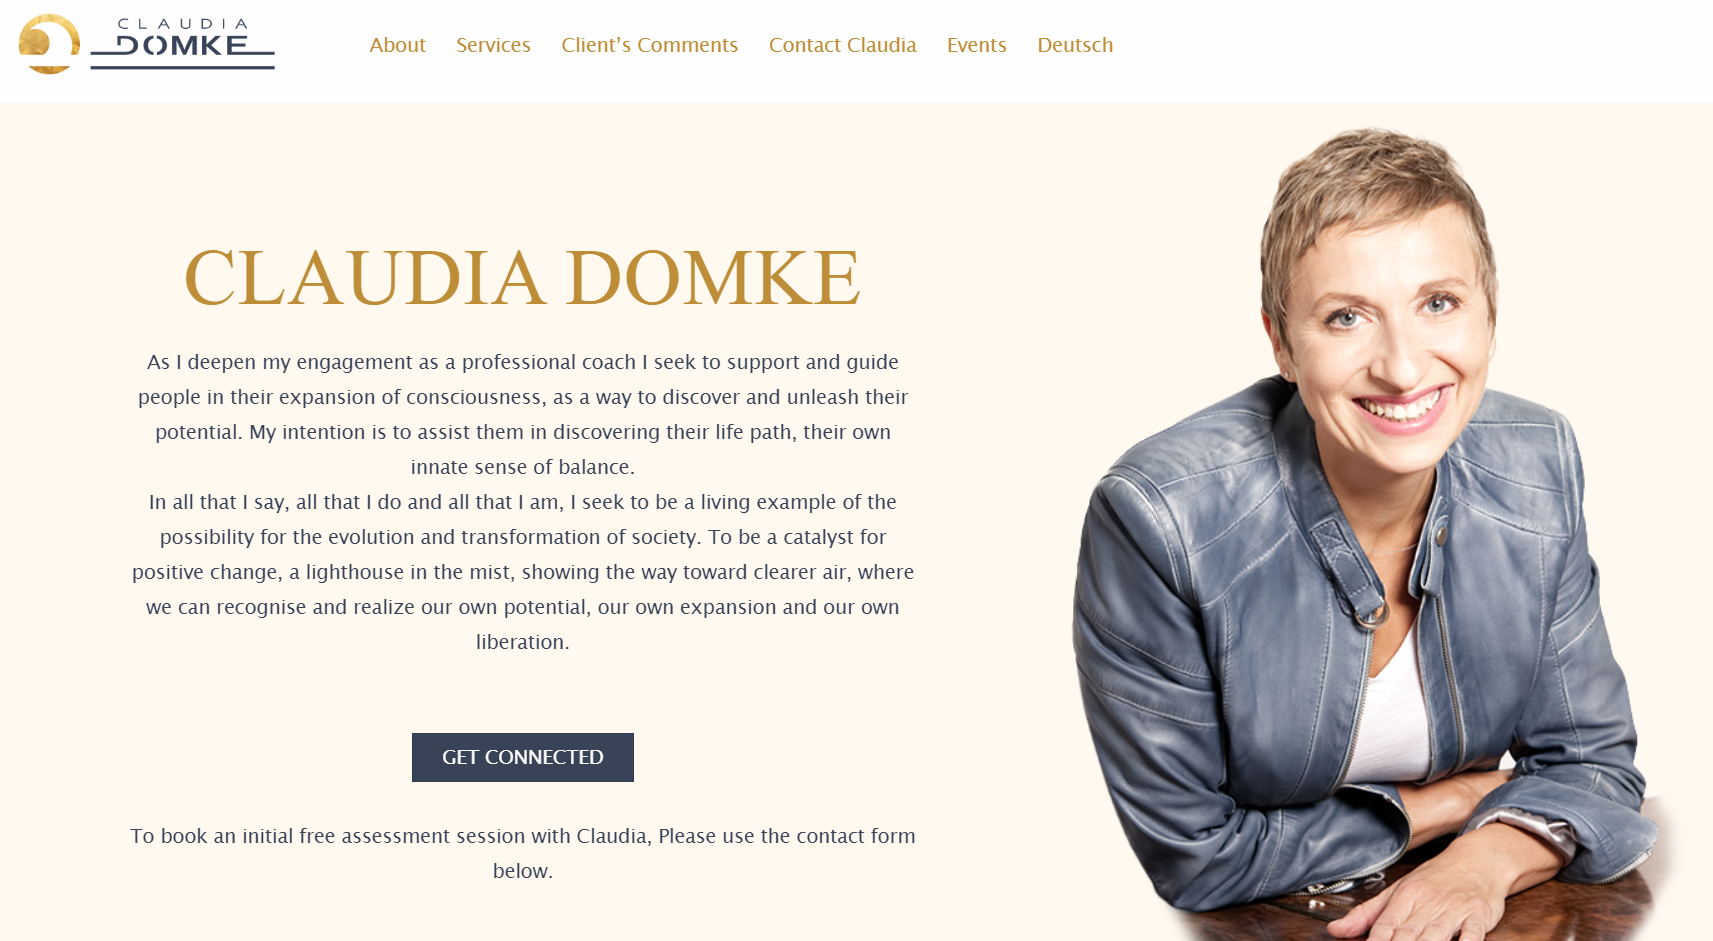 CLAUDIA
DOMKE
About Services Client’s Comments Contact Claudia Events Deutsch
CLAUDIA DOMKE
As I deepen my engagement as a professional coach I seek to support and guide
people in their expansion of consciousness, as a way to discover and unleash their
potential. My intention is to assist them in discovering their life path, their own
innate sense of balance.
In all that I say, all that I do and all that I am, I seek to be a living example of the
possibility for the evolution and transformation of society. To be a catalyst for
positive change, a lighthouse in the mist, showing the way toward clearer air, where
we can recognise and realize our own potential, our own expansion and our own
liberation.
GET CONNECTED
To book an initial free assessment session with Claudia, Please use the contact form
below.